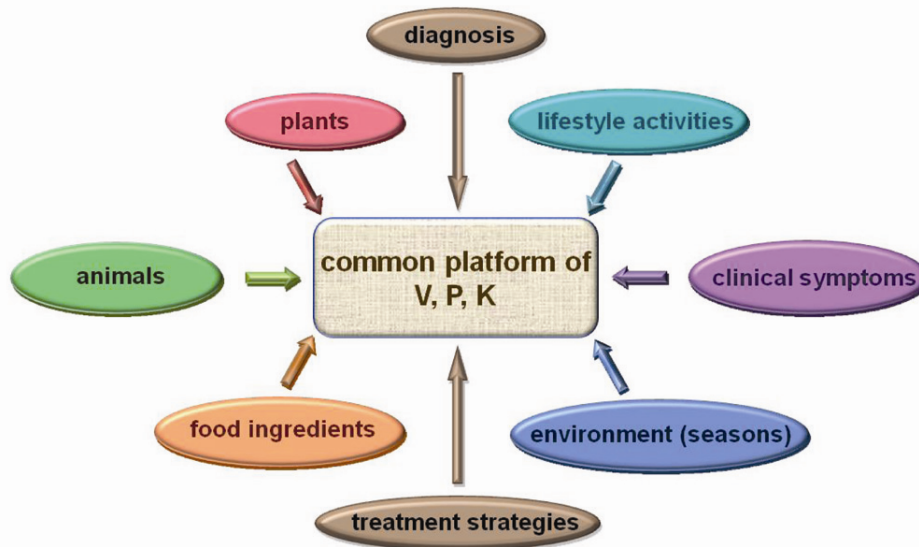 diagnosis
plants
lifestyle activities
animals
common platform of
V, P, K
clinical symptoms
food ingredients
environment (seasons)
treatment strategies